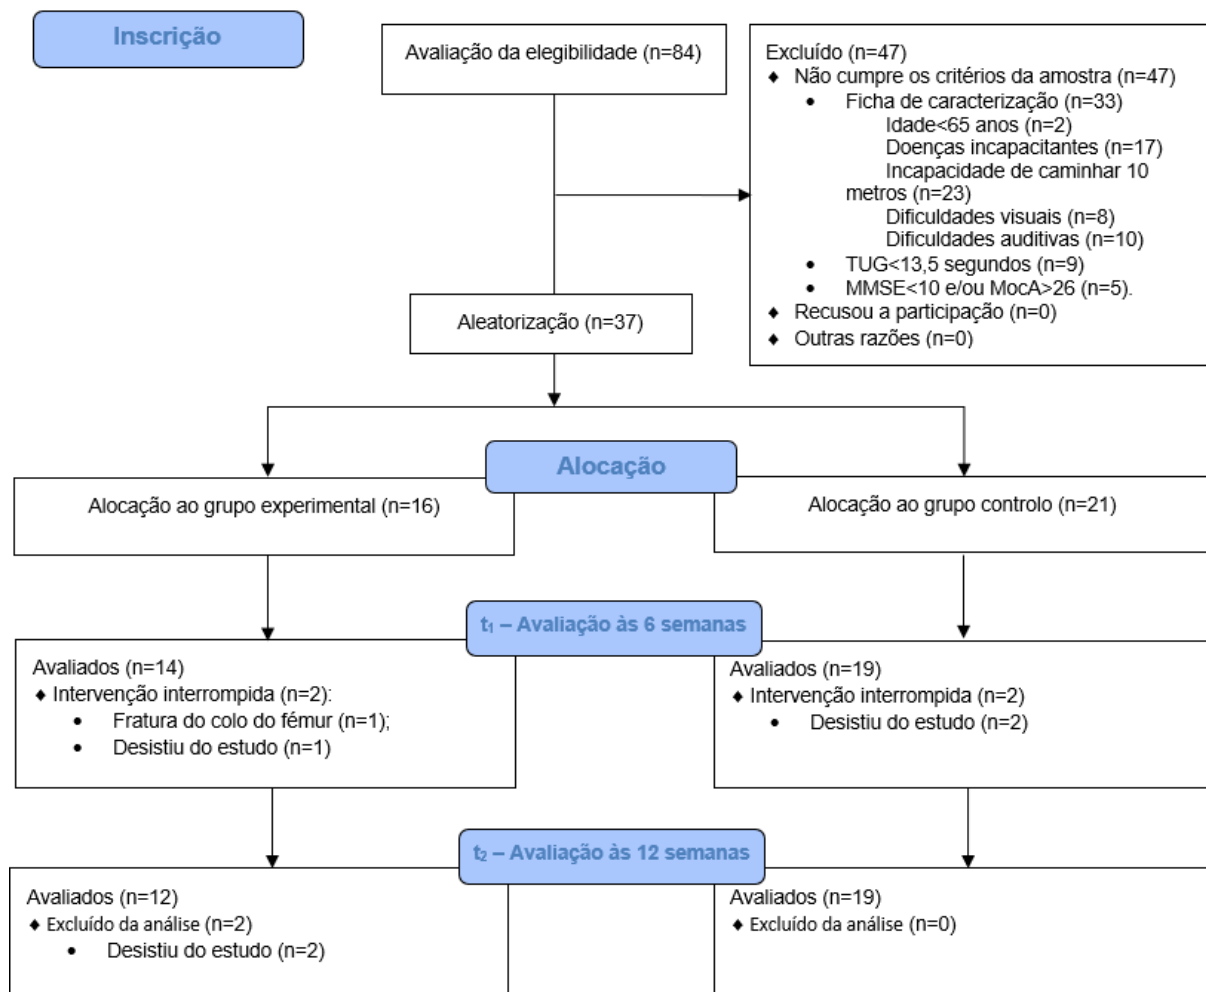 Inscrição
Avaliação da elegibilidade (n=84)
Excluído (n=47)
♦ Não cumpre os critérios da amostra (n=47)
• Ficha de caracterização (n=33)
Idade<65 anos (n=2)
Doenças incapacitantes (n=17)
Incapacidade de caminhar 10
metros (n=23)
Dificuldades visuais (n=8)
Dificuldades auditivas (n=10)
• TUG<13,5 segundos (n=9)
• MMSE<10 e/ou MocA>26 (n=5).
♦ Recusou a participação (n=0)
♦ Outras razões (n=0)
Aleatorização (n=37)
Alocação
Alocação ao grupo experimental (n=16)
Alocação ao grupo controlo (n=21)
t₁ – Avaliação às 6 semanas
Avaliados (n=14)
♦ Intervenção interrompida (n=2):
• Fratura do colo do fémur (n=1);
• Desistiu do estudo (n=1)
Avaliados (n=19)
♦ Intervenção interrompida (n=2)
• Desistiu do estudo (n=2)
t₂ – Avaliação às 12 semanas
Avaliados (n=12)
♦ Excluído da análise (n=2)
• Desistiu do estudo (n=2)
Avaliados (n=19)
♦ Excluído da análise (n=0)